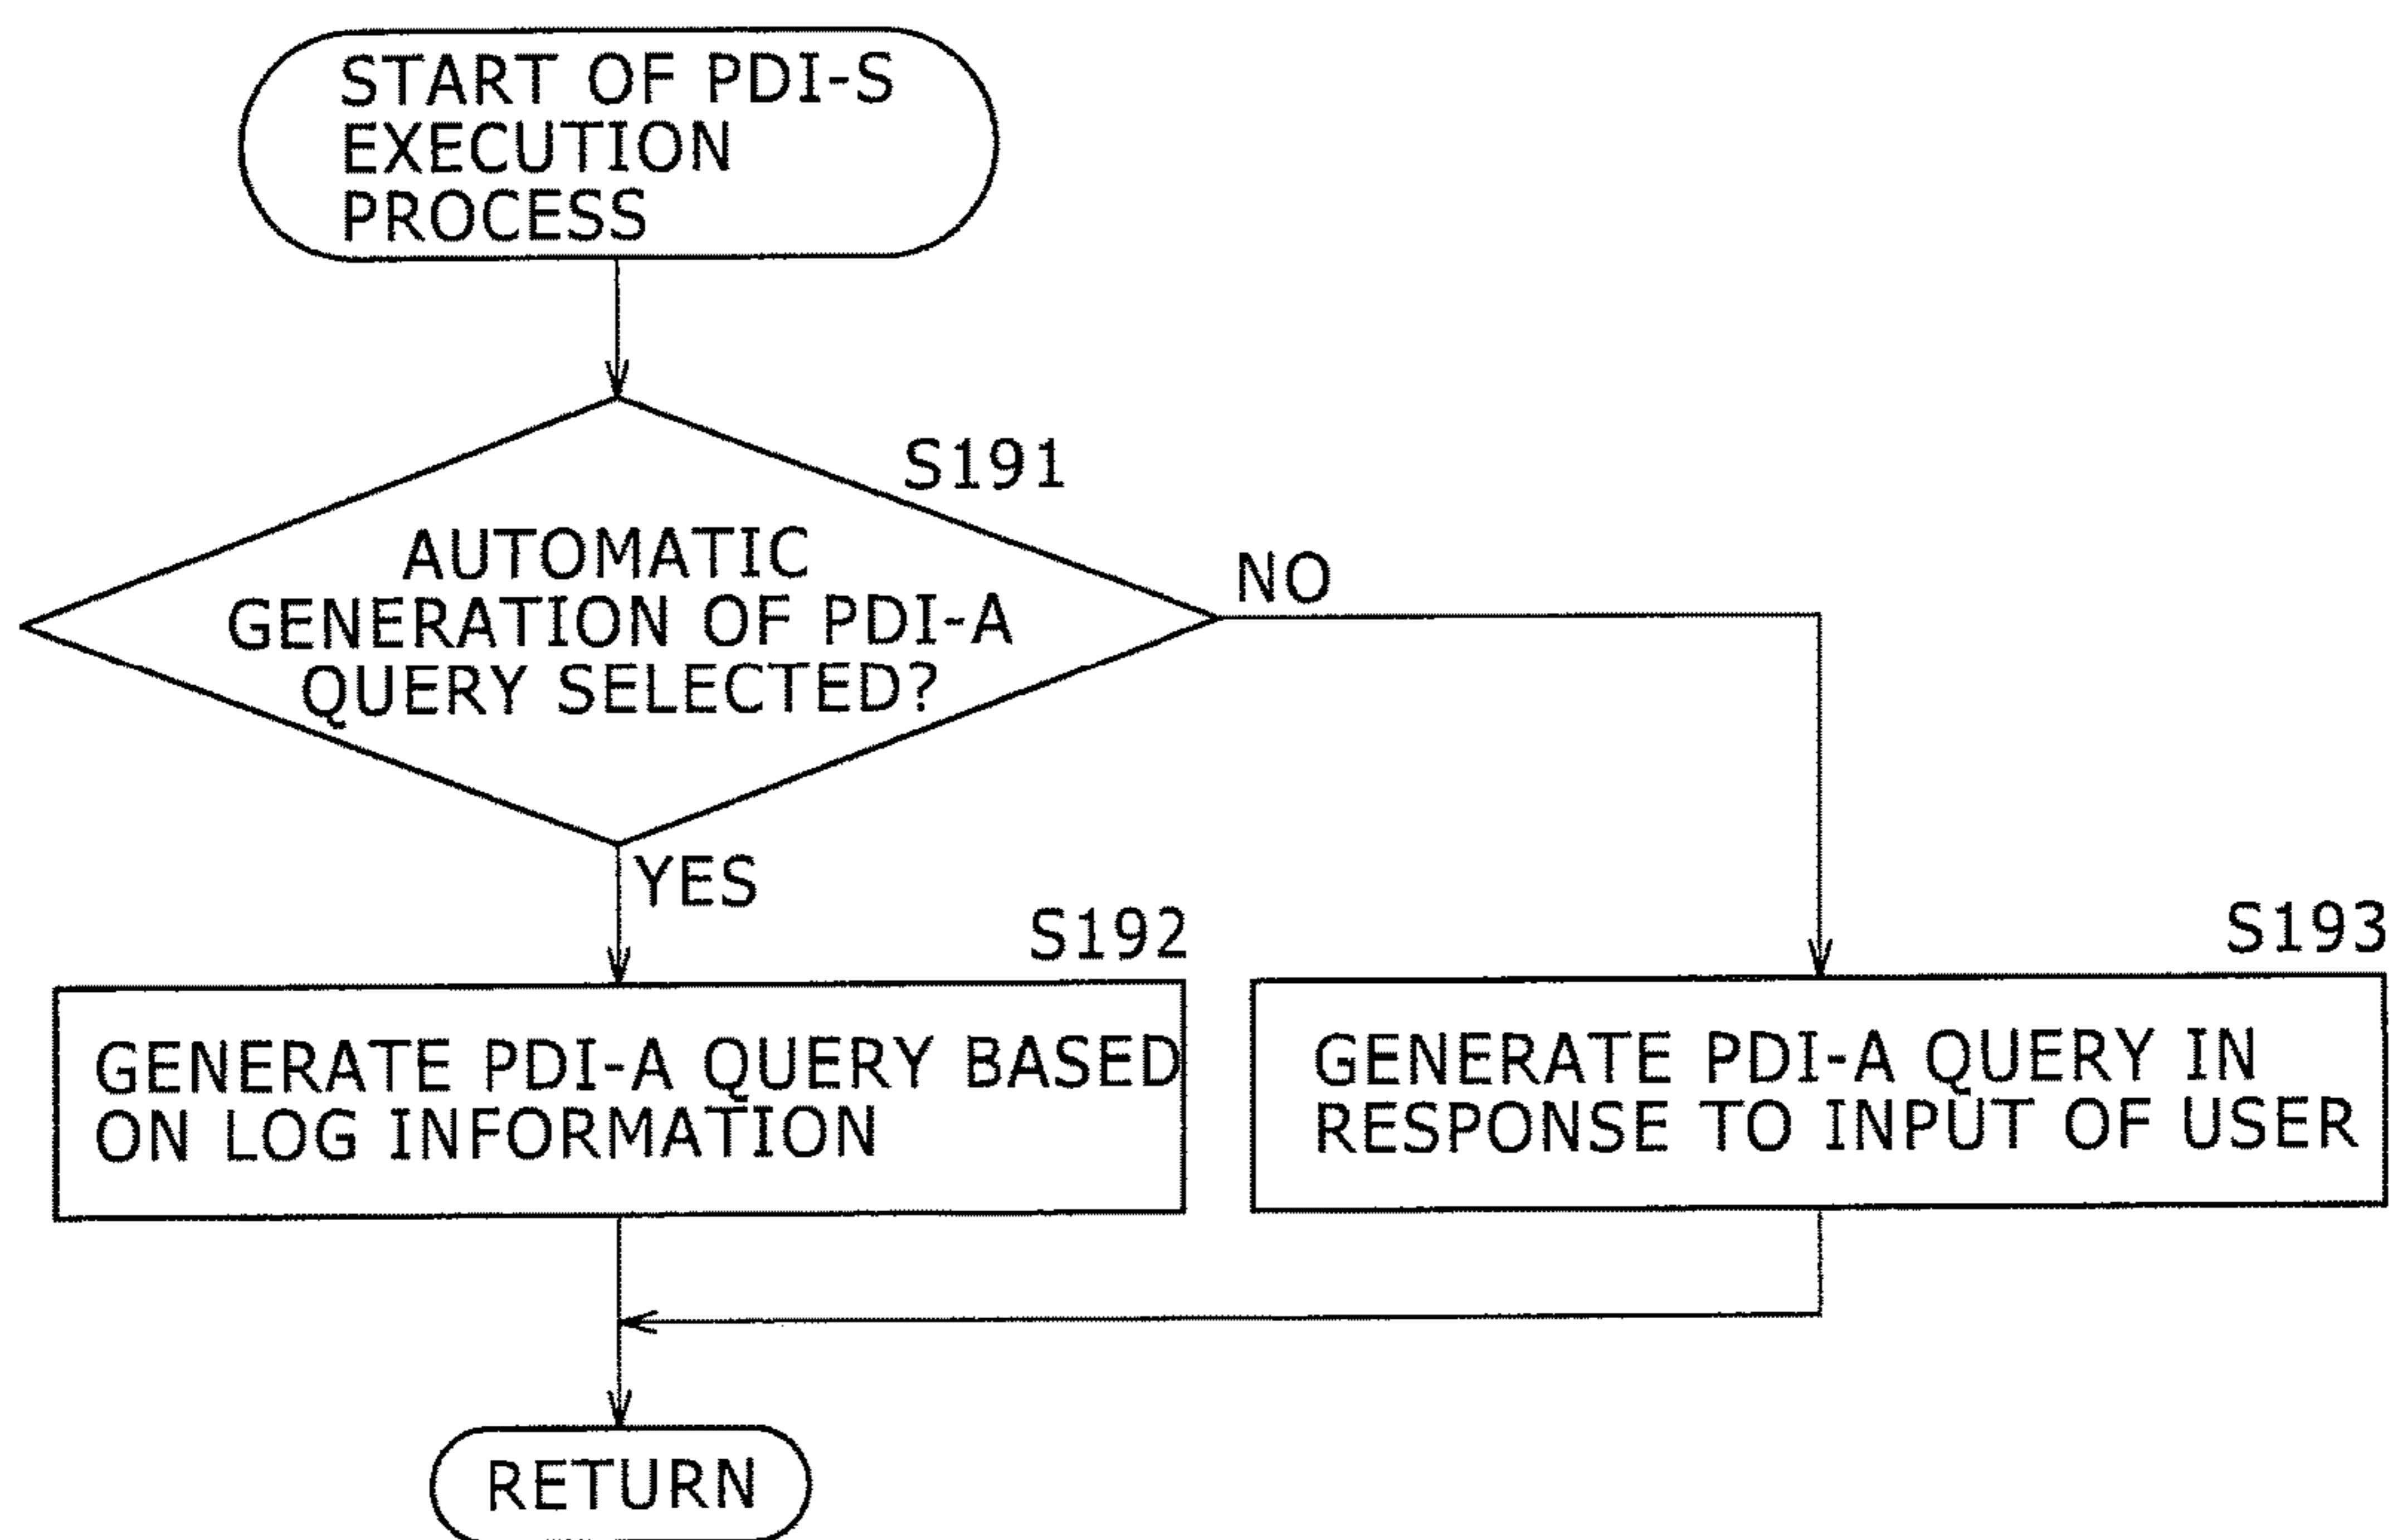 START OF PDI-S
EXECUTION
PROCESS
S191
AUTOMATIC
GENERATION OF PDI-A
QUERY SELECTED?
NO
YES
S192
GENERATE PDI-A QUERY BASED
ON LOG INFORMATION
S193
GENERATE PDI-A QUERY IN
RESPONSE TO INPUT OF USER
RETURN